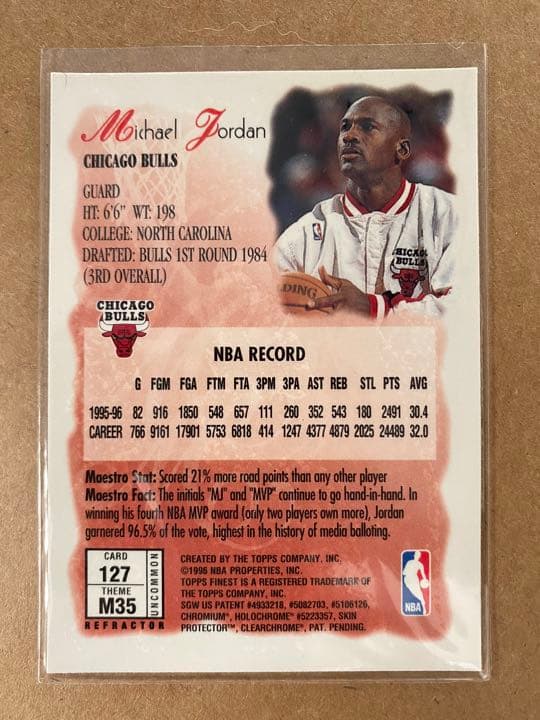 Michael Jordan
CHICAGO BULLS
GUARD
HT: 6'6" WT: 198
COLLEGE: NORTH CAROLINA
DRAFTED: BULLS 1ST ROUND 1984
(3RD OVERALL)
CHICAGO
BULLS
DING
CHICAGO
BULLS
NBA RECORD
G FGM FGA FTM FTA 3PM 3PA AST REB STL PTS AVG
1995-96 82 916 1850 548 657 111 260 352 543 180 2491 30.4
CAREER 766 9161 17901 5753 6818 414 1247 4377 4879 2025 24489 32.0
Maestro Stat: Scored 21% more road points than any other player
Maestro Fact: The initials "MJ" and "MVP" continue to go hand-in-hand. In
winning his fourth NBA MVP award (only two players own more), Jordan
garnered 96.5% of the vote, highest in the history of media balloting.
CARD
127
THEME
M35
UNCOMMON
REFRACTOR
CREATED BY THE TOPPS COMPANY, INC.
©1996 NBA PROPERTIES, INC.
TOPPS FINEST IS A REGISTERED TRADEMARK OF
THE TOPPS COMPANY, INC.
SGW US PATENT #4933218, #5082703, #5106126,
CHROMIUM®, HOLOCHROME® #5223357, SKIN
PROTECTOR™, CLEARCHROME®, PAT. PENDING.
NBA